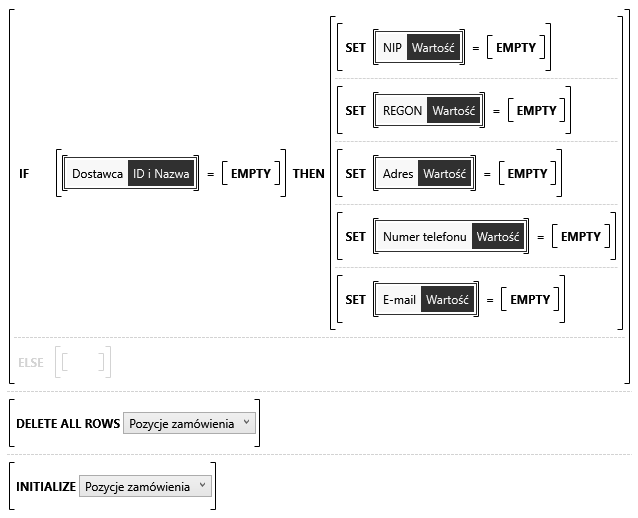 SET NIP Wartość = EMPTY
SET REGON Wartość = EMPTY
IF Dostawca ID i Nazwa = EMPTY THEN SET Adres Wartość = EMPTY
SET Numer telefonu Wartość = EMPTY
SET E-mail Wartość = EMPTY
ELSE
DELETE ALL ROWS Pozycje zamówienia
INITIALIZE Pozycje zamówienia